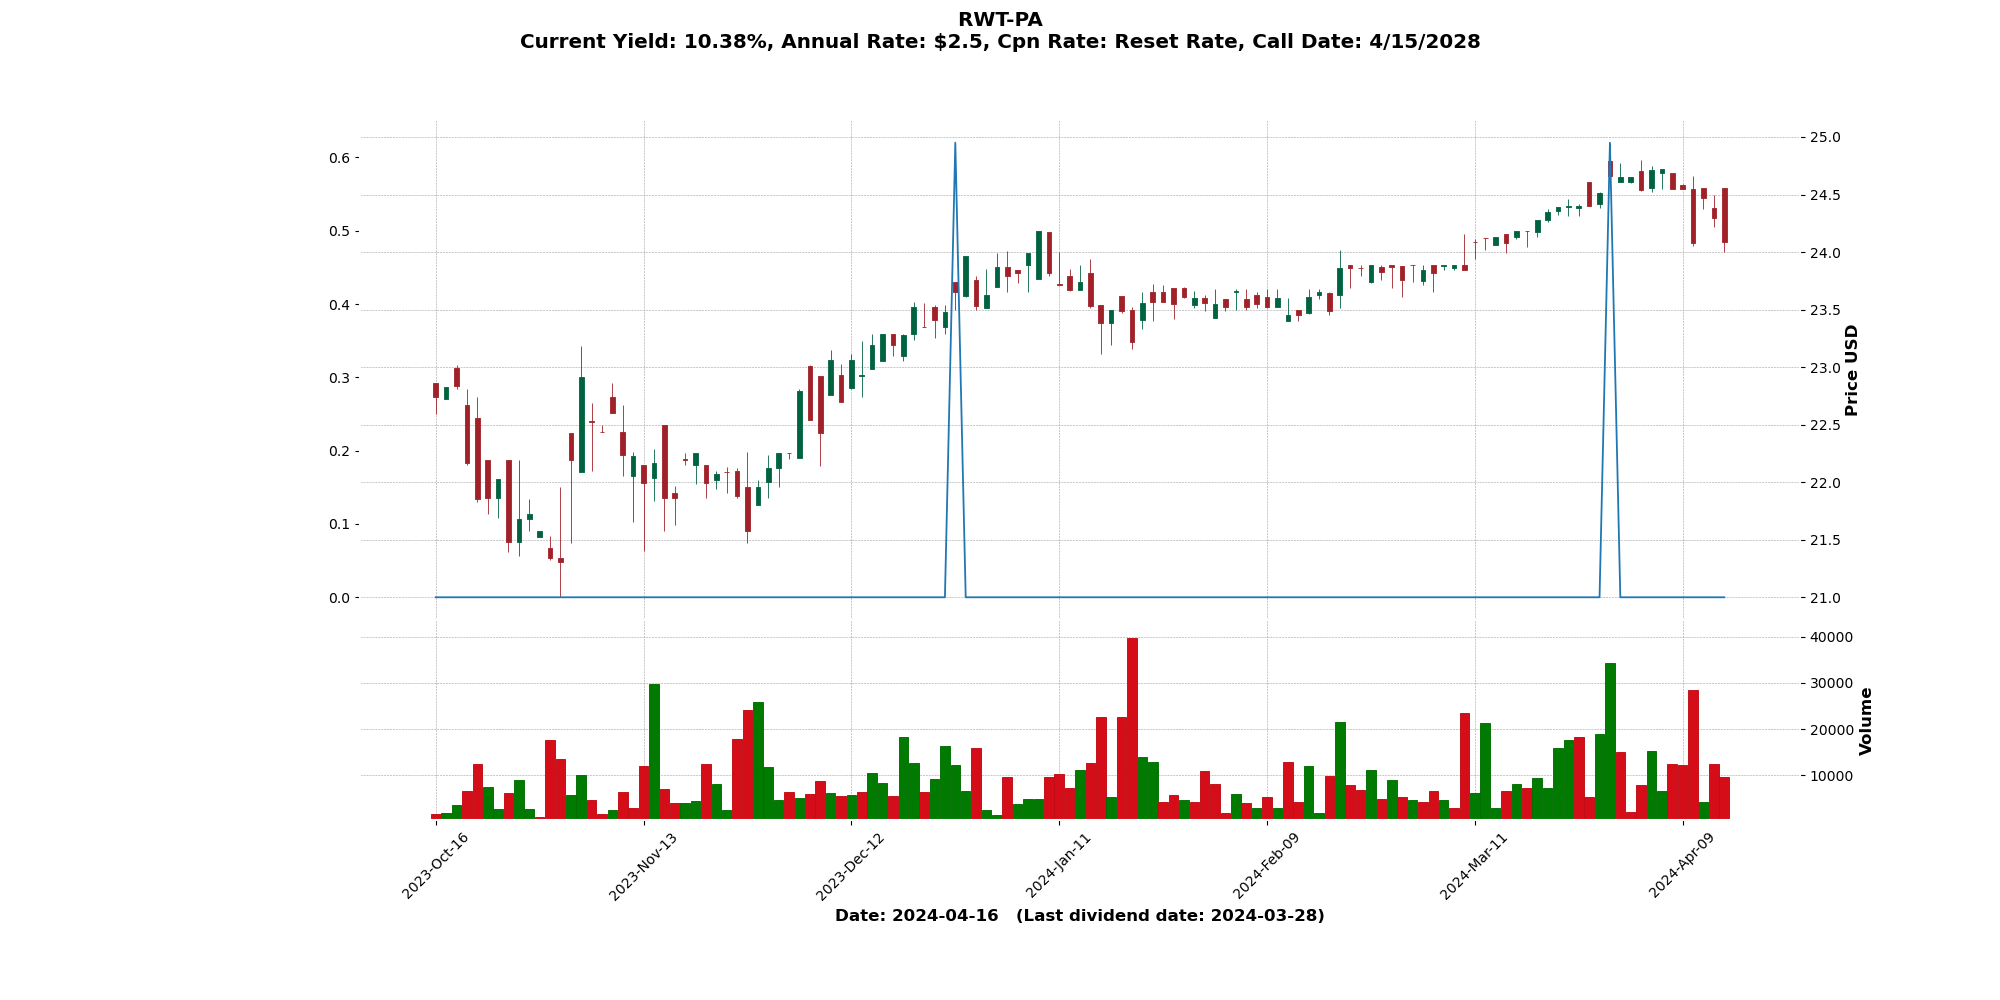 RWT-PA
Current Yield: 10.38%, Annual Rate: $2.5, Cpn Rate: Reset Rate, Call Date: 4/15/2028
0.6
0.5
0.4
0.3
0.2
0.1
0.0
25.0
24.5
24.0
23.5
23.0
22.5
22.0
21.5
21.0
Price USD
40000
30000
20000
10000
Volume
2023-Oct-16
2023-Nov-13
2023-Dec-12
2024-Jan-11
2024-Feb-09
2024-Mar-11
2024-Apr-09
Date: 2024-04-16 (Last dividend date: 2024-03-28)